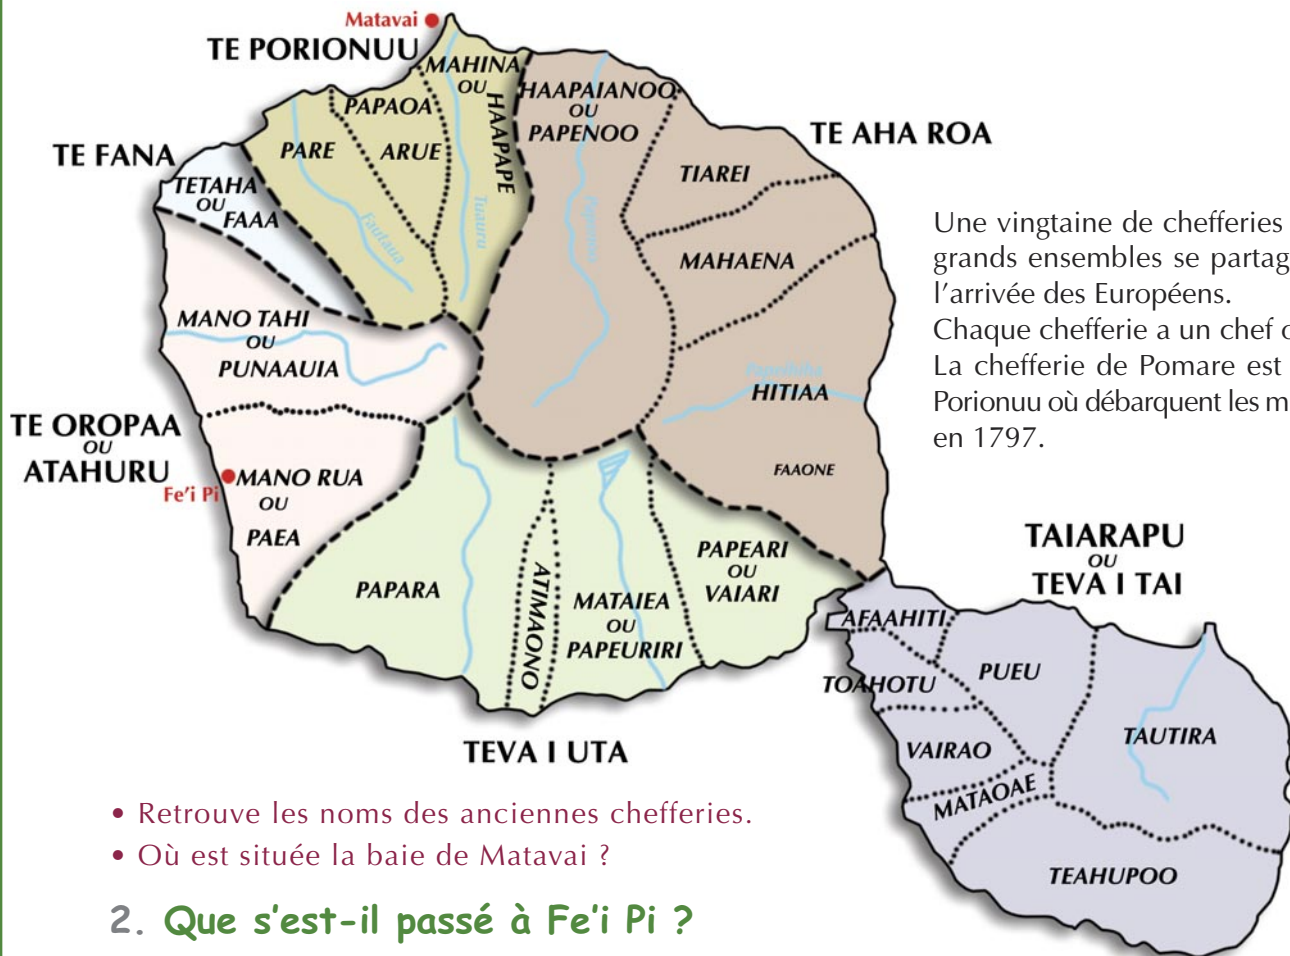 Matavai
TE PORIONUU
MAHINA
OU
HAAPAPE
HAAPAIANOO
OU
PAPENOO
PAPAOA
ARUE
PARE
TE AHA ROA
TE FANA
TETAHA
OU
FAAA
TIAREI
Fautaua
Tuauru
Papenoo
MAHAENA
Une vingtaine de chefferies
grands ensembles se partag
l'arrivée des Européens.
Chaque chefferie a un chef
La chefferie de Pomare est
Porionuu où débarquent les m
en 1797.
MANO TAHI
OU
PUNAAUIA
HITIAA
FAAONE
TE OROPAA
OU
ATAHURU
Fe'i Pi
MANO RUA
OU
PAEA
PAPARA
ATIMAONO
MATAIEA
OU
PAPEURIRI
PAPEARI
OU
VAIARI
TAIARAPU
OU
TEVA I TAI
AFAAHITI
TOAHOTU
PUEU
VAIRAO
TAUTIRA
MATAOAE
TEAHUPOO
TEVA I UTA
• Retrouve les noms des anciennes chefferies.
• Où est située la baie de Matavai ?
2. Que s'est-il passé à Fe'i Pi ?